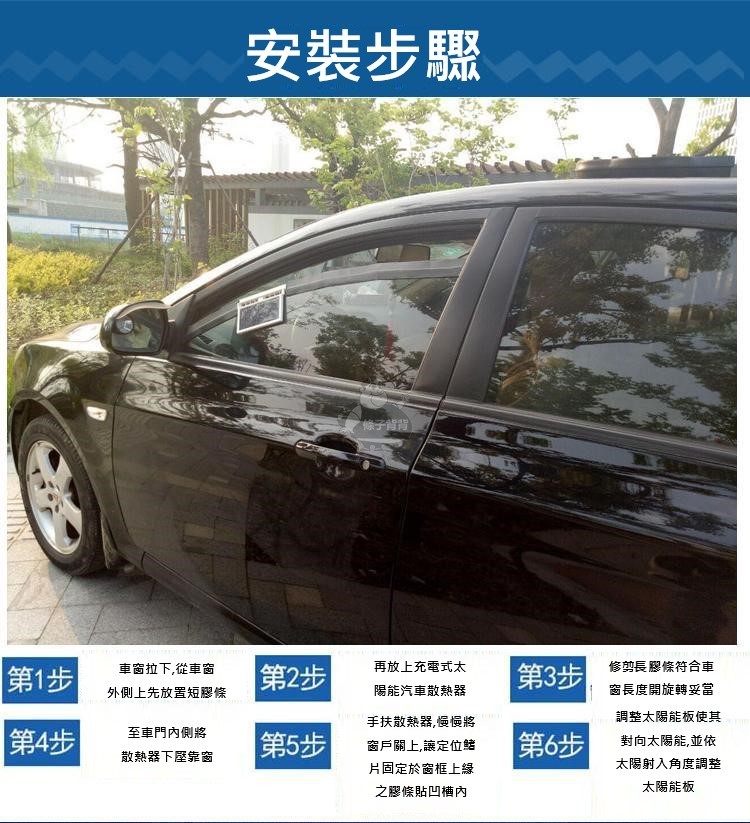 安裝步驟
第1步
車窗拉下,從車窗
外側上先放置短膠條
第2步
再放上充電式太
陽能汽車散熱器
第3步
修剪長膠條符合車
窗長度開旋轉妥當
第4步
至車門內側將
散熱器下壓靠窗
第5步
手扶散熱器,慢慢將
窗戶關上,讓定位鰭
片固定於窗框上緣
之膠條貼凹槽內
第6步
調整太陽能板使其
對向太陽能,並依
太陽射入角度調整
太陽能板